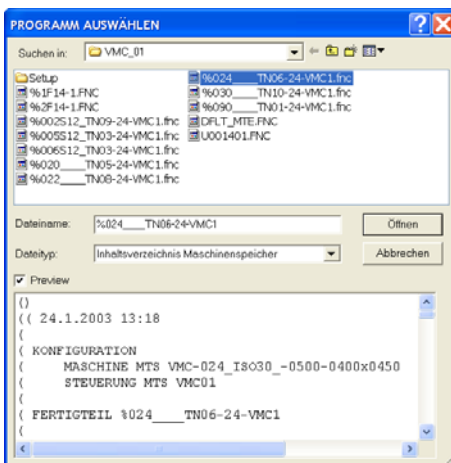 PROGRAMM AUSWÄHLEN
Suchen in: VMC_01
Setup
%1F14-1.FNC
%2F14-1.FNC
%002S12_TN09-24-VMC1.fnc
%005S12_TN03-24-VMC1.fnc
%006S12_TN03-24-VMC1.fnc
%020____TN05-24-VMC1.fnc
%022____TN08-24-VMC1.fnc
%024____TN06-24-VMC1.fnc
%030____TN10-24-VMC1.fnc
%090____TN01-24-VMC1.fnc
DFLT_MTE.FNC
U001401.FNC
Dateiname: %024____TN06-24-VMC1 Öffnen
Dateityp: Inhaltsverzeichnis Maschinenspeicher Abbrechen
Preview
()
(( 24.1.2003 13:18
(
( KONFIGURATION
( MASCHINE MTS VMC-024_ISO30_-0500-0400x0450
( STEUERUNG MTS VMC01
(
( FERTIGTEIL %024____TN06-24-VMC1
(